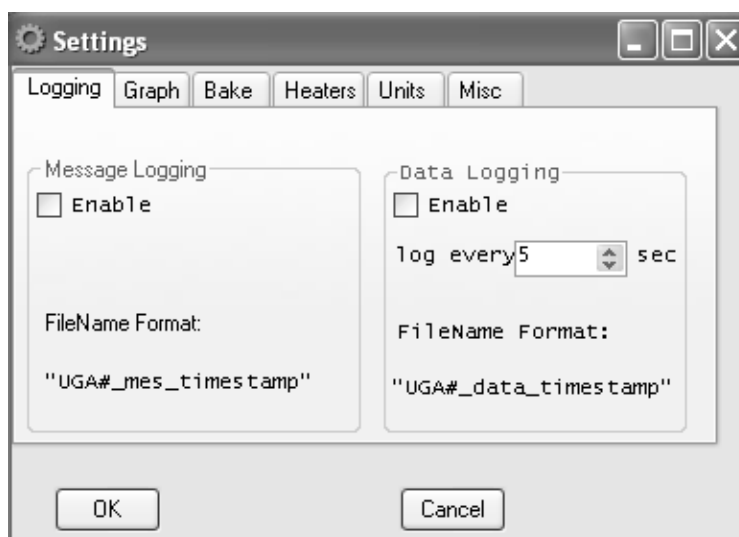 Settings
Logging Graph Bake Heaters Units Misc
Message Logging
Enable
FileName Format:
"UGA#_mes_timestamp"
Data Logging
Enable
log every 5 sec
FileName Format:
"UGA#_data_timestamp"
OK Cancel